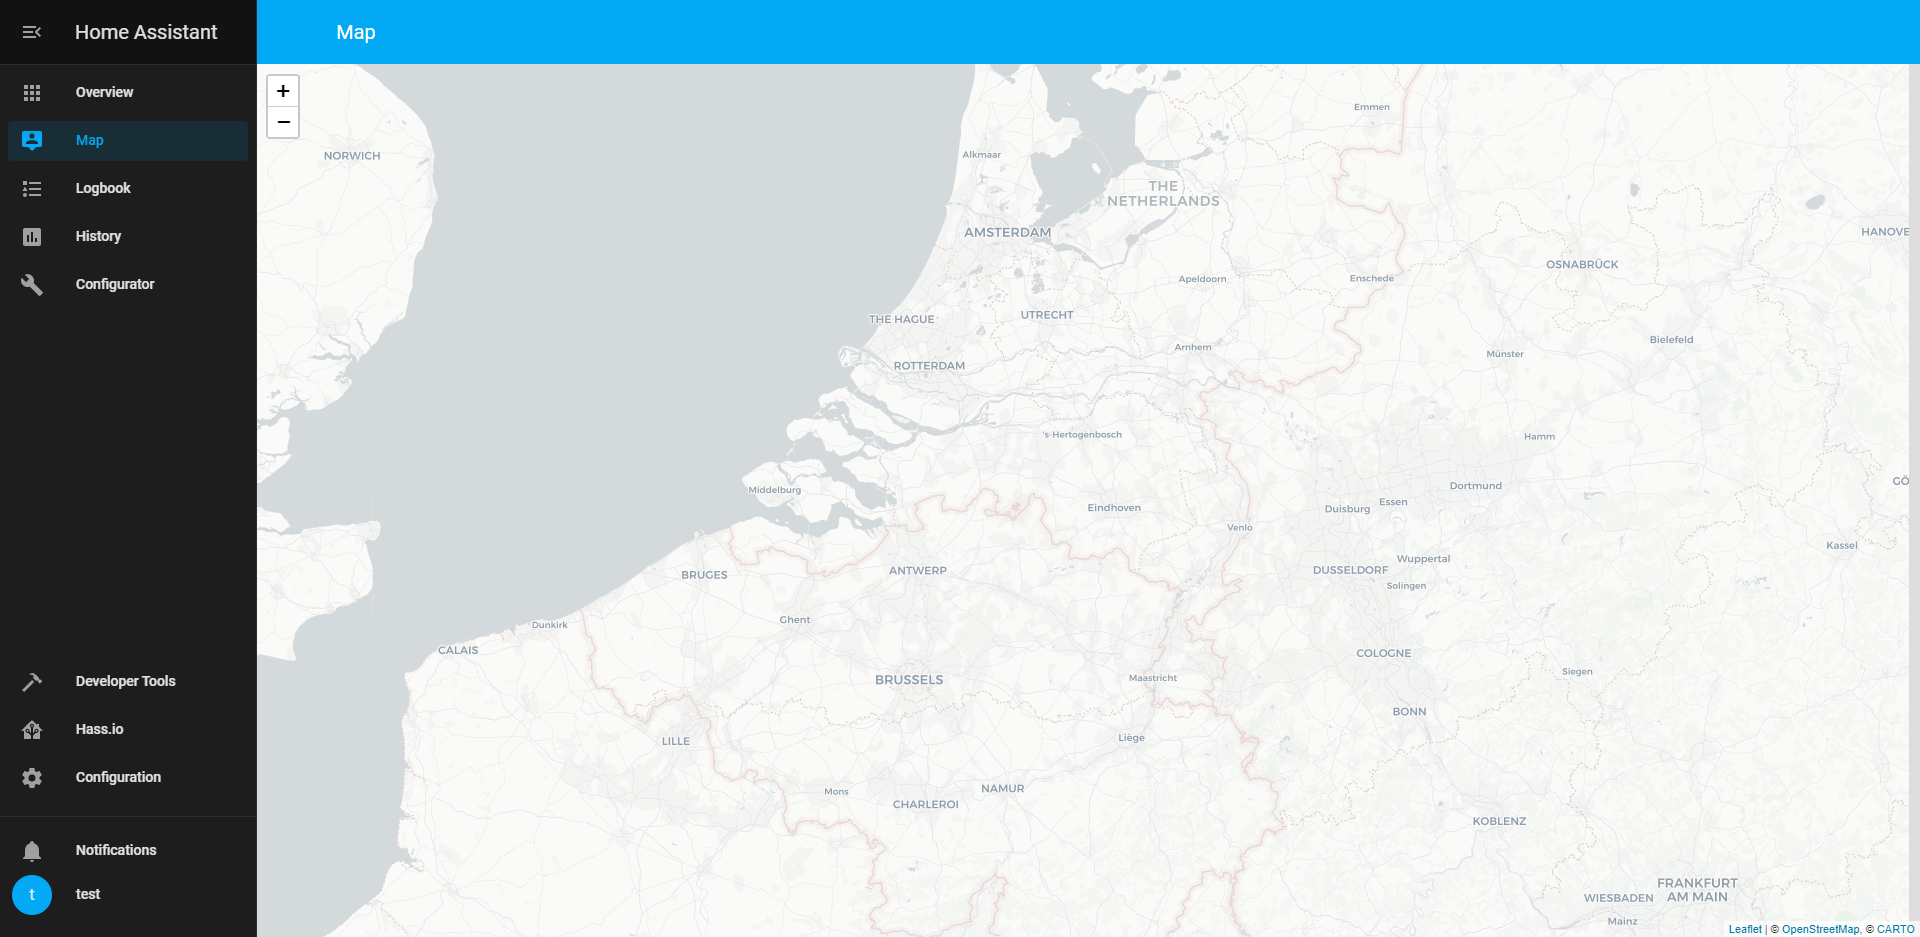 Home Assistant
Overview
Map
Logbook
History
Configurator
Developer Tools
Hass.io
Configuration
Notifications
t
test
Map
+
−
NORWICH
Alkmaar
Emmen
THE
NETHERLANDS
AMSTERDAM
HANOVE
OSNABRÜCK
Apeldoorn
Enschede
THE HAGUE
UTRECHT
Bielefeld
Arnhem
Münster
ROTTERDAM
's-Hertogenbosch
Hamm
GÖ
Dortmund
Middelburg
Essen
Eindhoven
Duisburg
Venlo
Kassel
Wuppertal
DUSSELDORF
ANTWERP
BRUGES
Solingen
Ghent
Dunkirk
CALAIS
COLOGNE
Siegen
Maastricht
BRUSSELS
BONN
Liège
LILLE
NAMUR
Mons
CHARLEROI
KOBLENZ
FRANKFURT
AM MAIN
WIESBADEN
Mainz
Leaflet | © OpenStreetMap, © CARTO